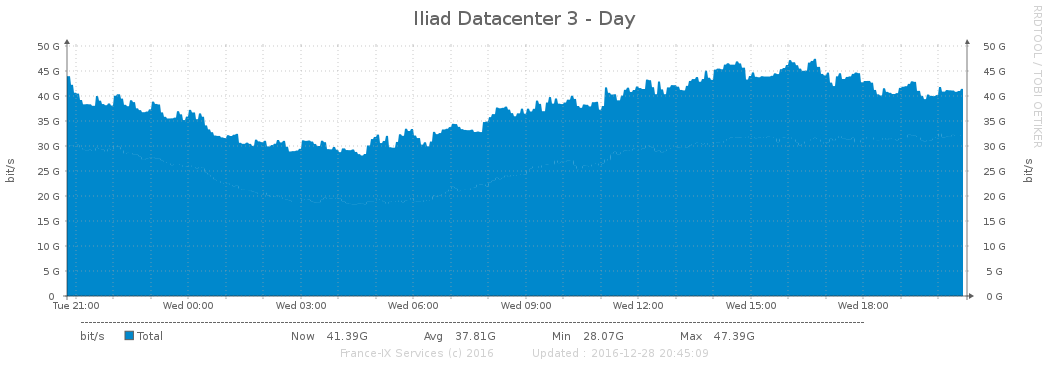 Iliad Datacenter 3 - Day
RRDTOOL / TOBI OETIKER
50 G 50 G
45 G 45 G
40 G 40 G
35 G 35 G
30 G 30 G
25 G 25 G
20 G 20 G
15 G 15 G
10 G 10 G
5 G 5 G
0 0 G
bit/s bit/s
Tue 21:00 Wed 00:00 Wed 03:00 Wed 06:00 Wed 09:00 Wed 12:00 Wed 15:00 Wed 18:00
bit/s Total Now 41.39G Avg 37.81G Min 28.07G Max 47.39G
France-IX Services (c) 2016 Updated : 2016-12-28 20:45:09